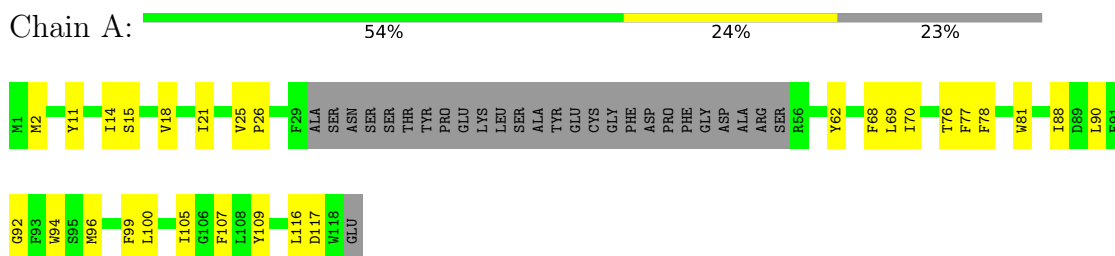 Chain A:
54% 24% 23%
M1 M2 Y11 I14 S15 V18 I21 V25 P26 F29 ALA SER ASN SER SER THR TYR PRO GLU LYS LEU SER ALA TYR GLU CYS GLY PHE ASP PRO PHE GLY ASP ALA ARG SER R56 Y62 F68 L69 I70 T76 F77 F78 W81 I88 D89 L90 F91
G92 F93 W94 S95 M96 F99 L100 I105 G106 F107 L108 Y109 L116 D117 W118 GLU